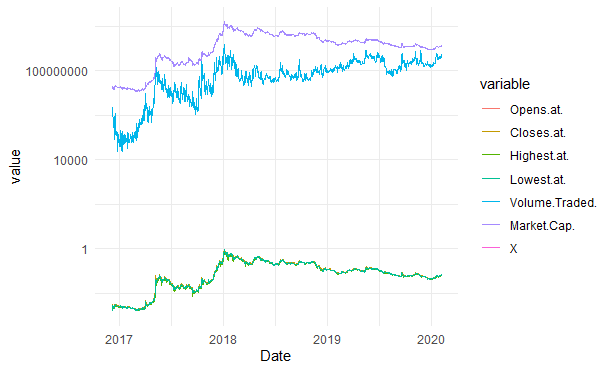 100000000
10000
1
value
2017 2018 2019 2020
Date
variable
Opens.at.
Closes.at.
Highest.at.
Lowest.at.
Volume.Traded.
Market.Cap.
X